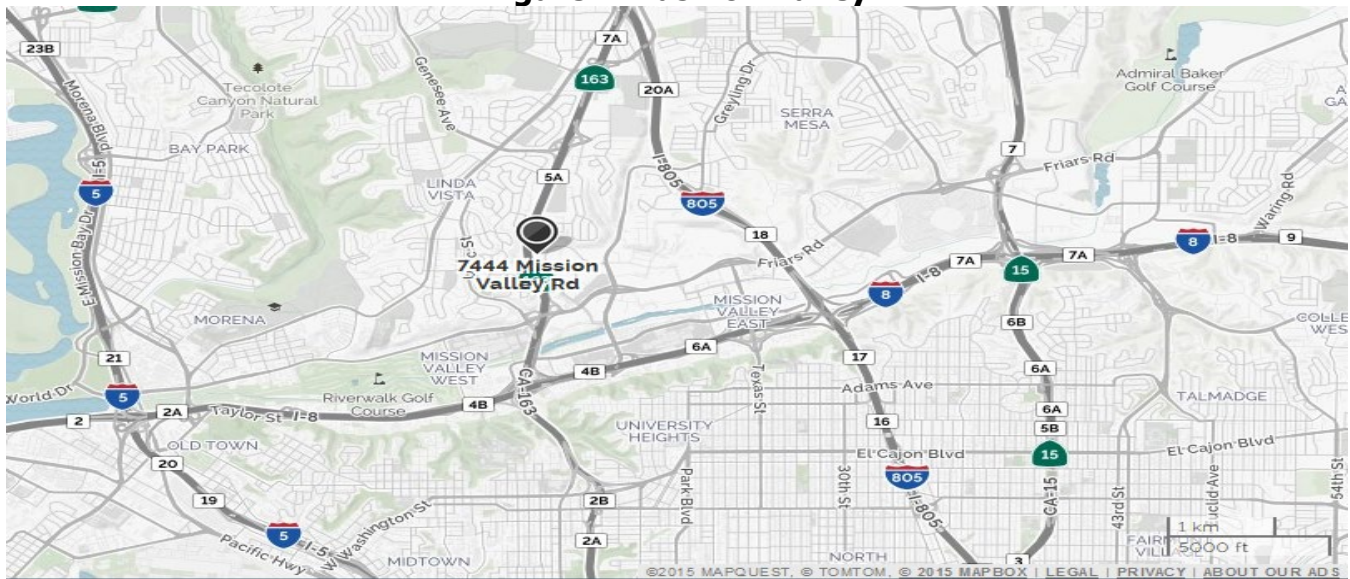 7A
23B
163
20A
Tecolote
Canyon Natural
Park
Genesee Ave
Greyling Dr
Admiral Baker
Golf Course
Morena Blvd
SERRA
MESA
BAY PARK
I-5
5
7
Friars Rd
LINDA
VISTA
5A
I-805
805
Waring Rd
E Mission Bay Dr
18
8
I-8
9
7444 Mission
Valley Rd
Friars Rd
7A
15
7A
8
I-8
MISSION
VALLEY
EAST
MORENA
6B
21
MISSION
VALLEY
WEST
6A
17
6A
4B
CA-163
Texas St
Adams Ave
5
Riverwalk Golf
Course
4B
TALMADGE
World Dr
2
2A
Taylor St
I-8
6A
5B
16
UNIVERSITY
HEIGHTS
OLD TOWN
El Cajon Blvd
El Cajon Blvd
15
20
805
Park Blvd
30th St
19
2B
I-805
CA-15
43rd St
54th St
Washington St
5
I-5
Pacific Hwy
2A
MIDTOWN
NORTH
3
1 km
5000 ft
©2015 MAPQUEST, © TOMTOM, © 2015 MAPBOX | LEGAL | PRIVACY | ABOUT OUR ADS